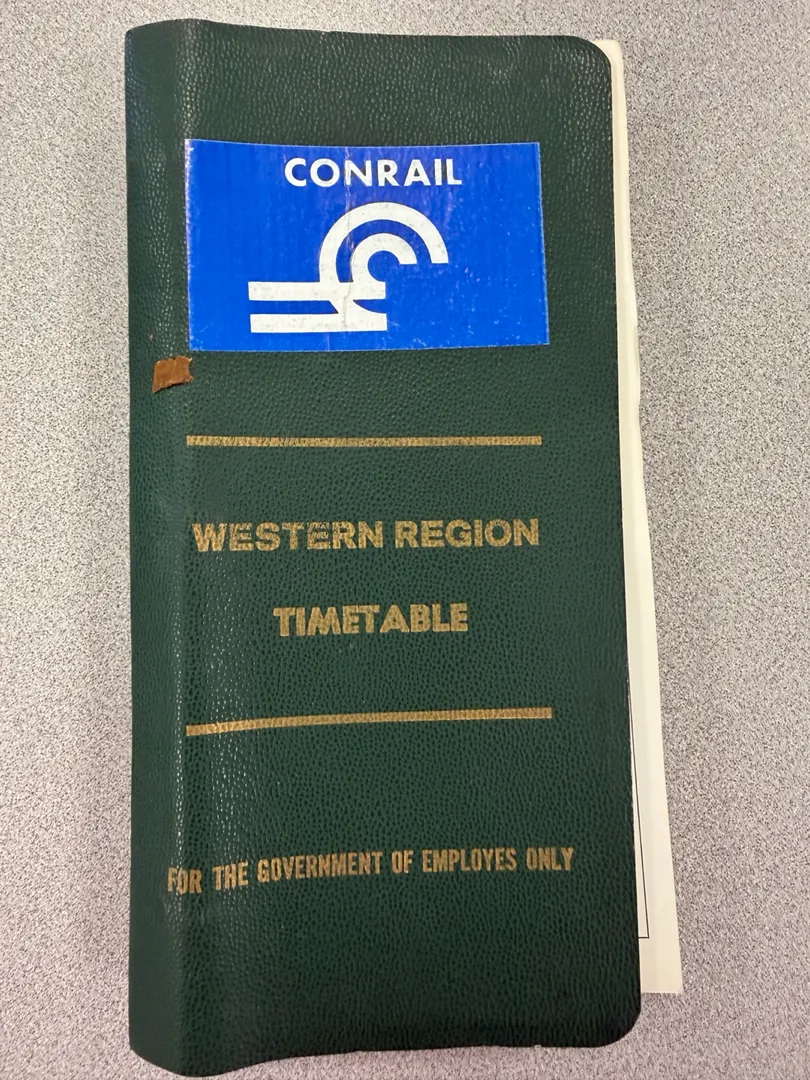 CONRAIL
WESTERN REGION
TIMETABLE
FOR THE GOVERNMENT OF EMPLOYES ONLY